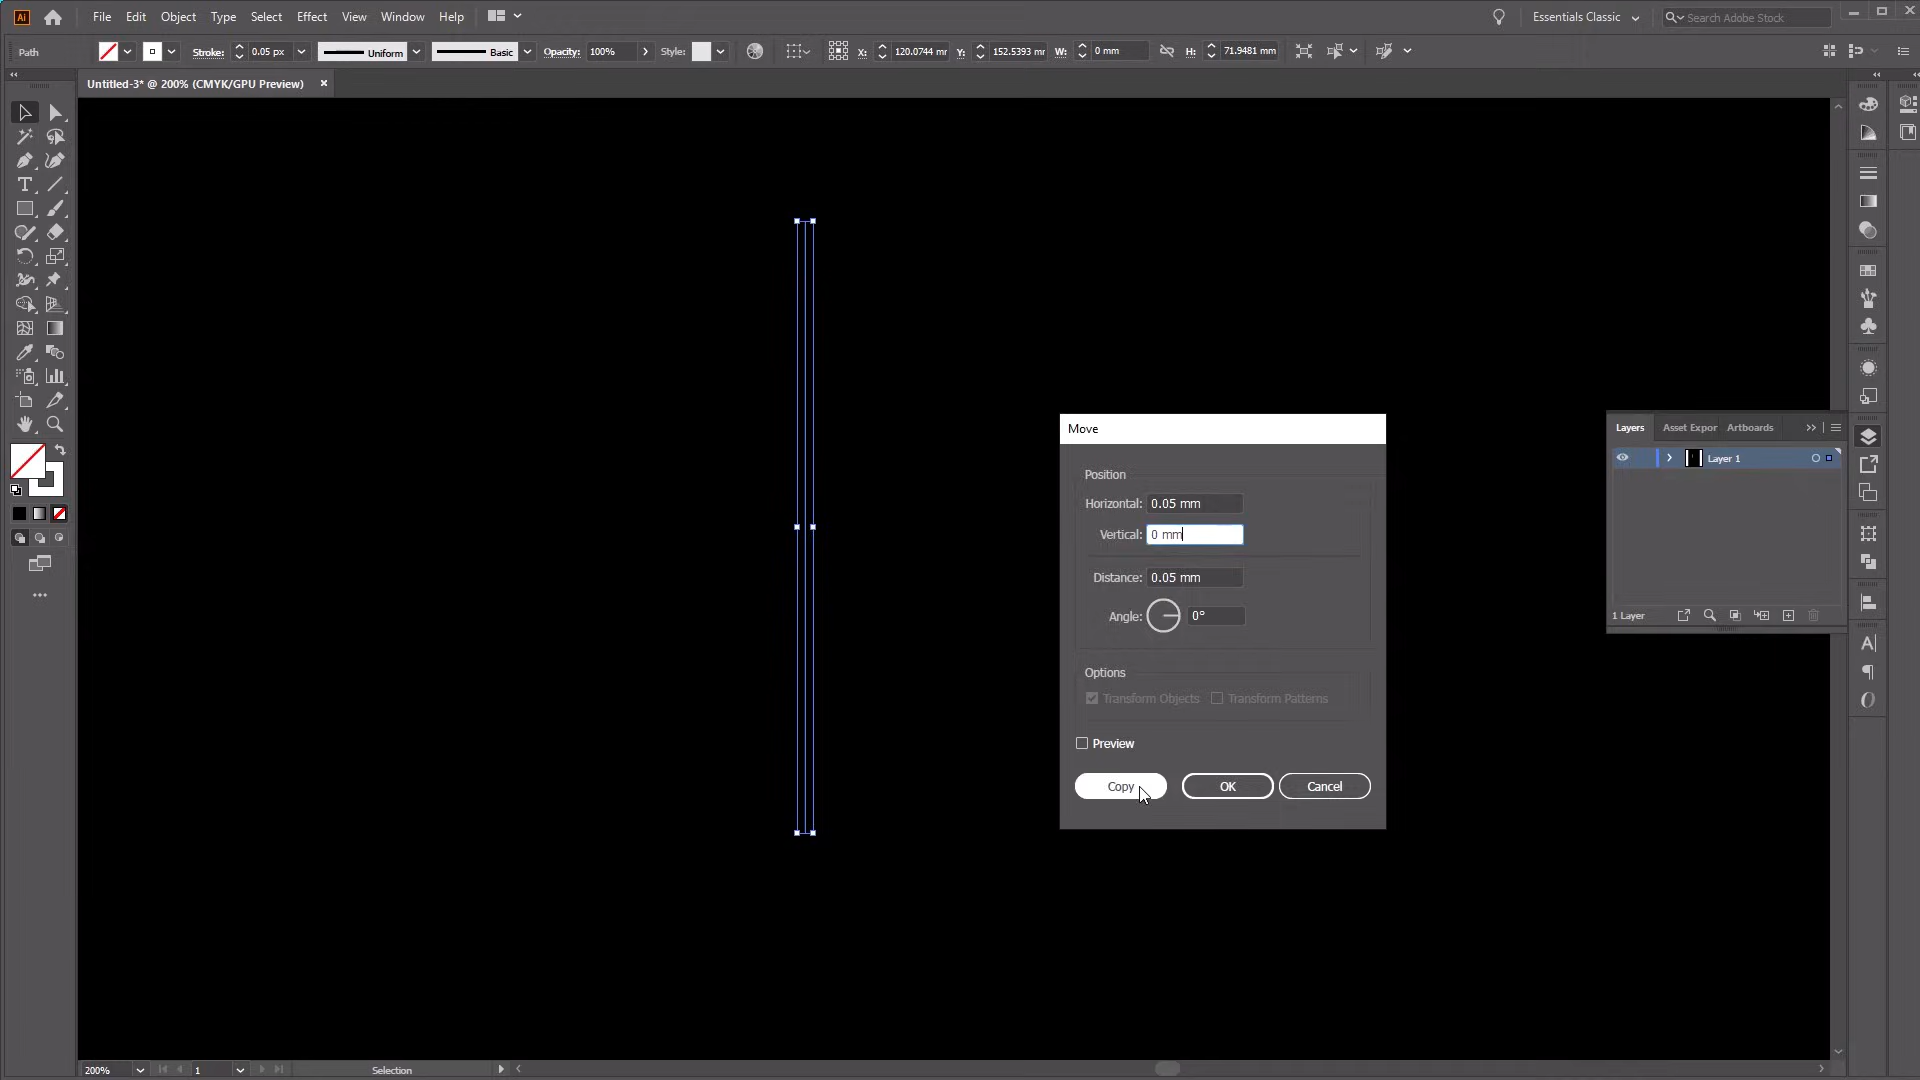 Ai File Edit Object Type Select Effect View Window Help Essentials Classic Search Adobe Stock
Path Stroke: 0.05 px Uniform Basic Opacity: 100% Style: X: 120.0744 mr Y: 152.5393 mr W: 0 mm H: 71.9481 mm
Untitled-3* @ 200% (CMYK/GPU Preview)
Move
Position
Horizontal: 0.05 mm
Vertical: 0 mm
Distance: 0.05 mm
Angle: 0°
Options
Transform Objects Transform Patterns
Preview
Copy OK Cancel
Layers Asset Expor Artboards
Layer 1
1 Layer
200% 1 Selection